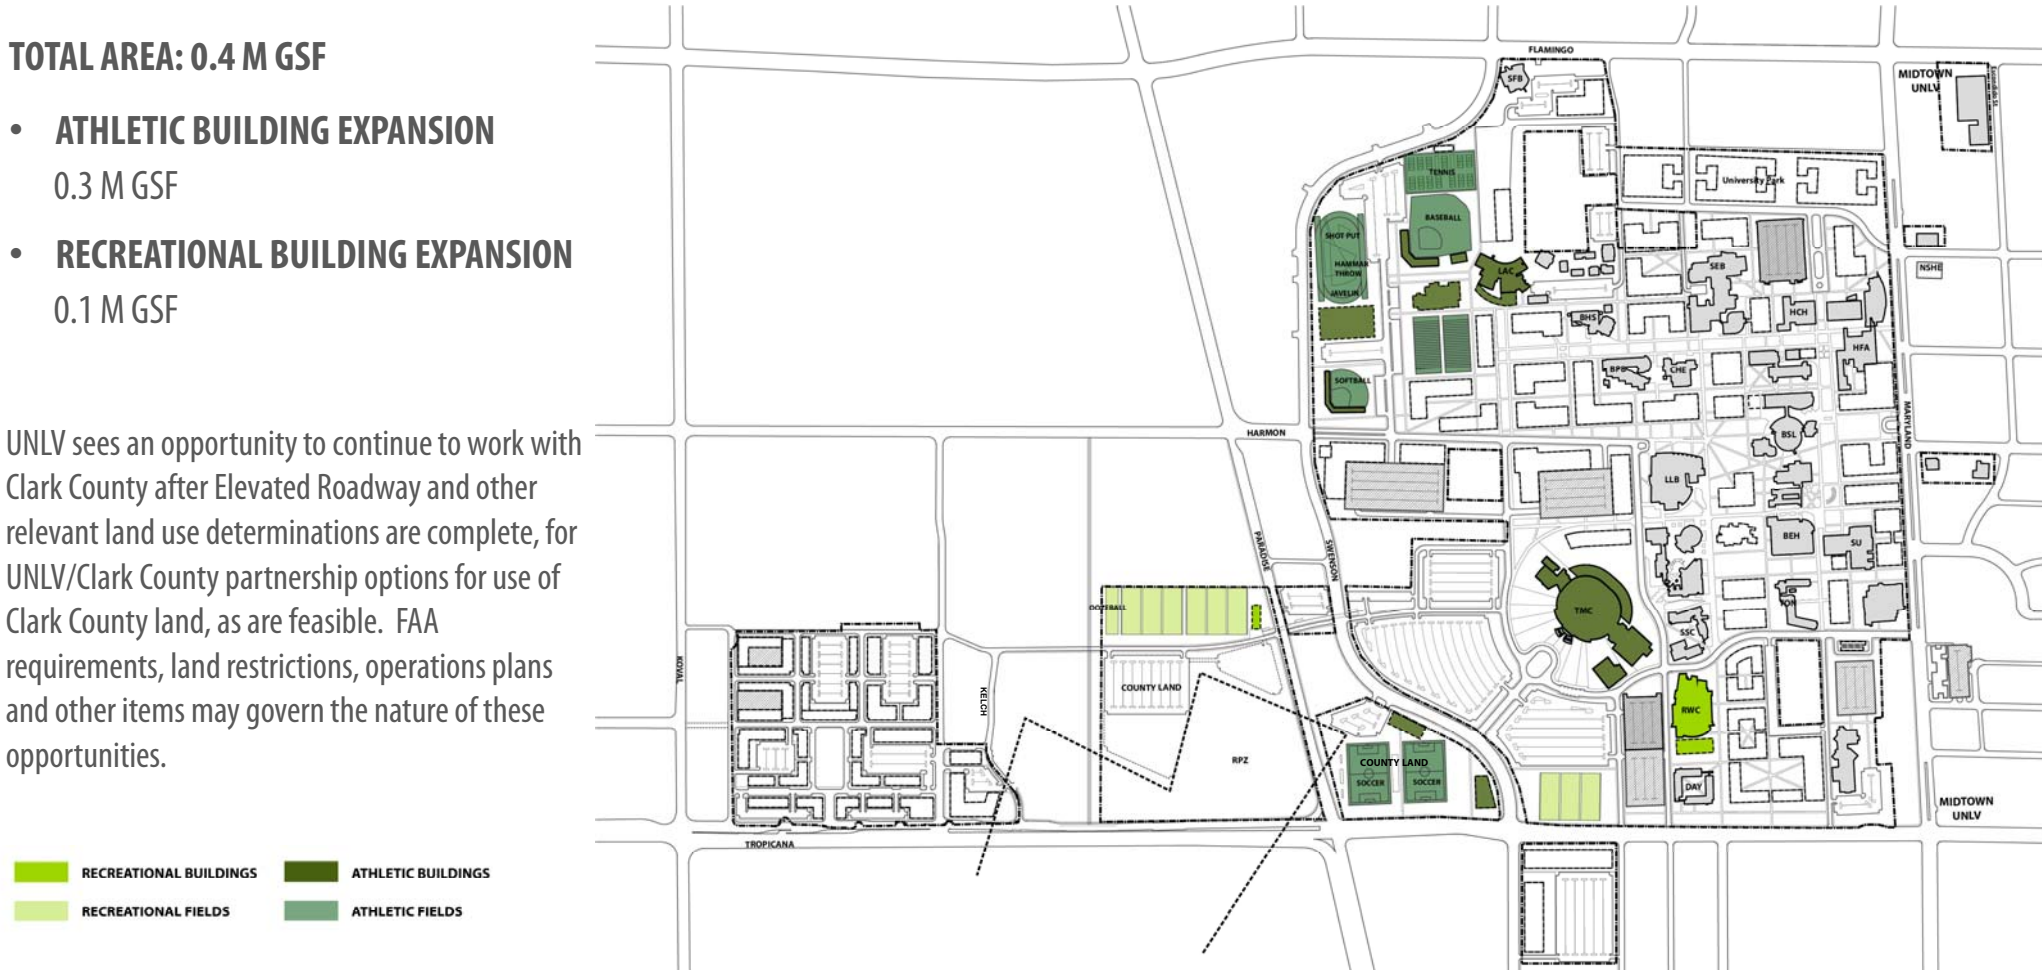 TOTAL AREA: 0.4 M GSF
• ATHLETIC BUILDING EXPANSION
0.3 M GSF
• RECREATIONAL BUILDING EXPANSION
0.1 M GSF
UNLV sees an opportunity to continue to work with
Clark County after Elevated Roadway and other
relevant land use determinations are complete, for
UNLV/Clark County partnership options for use of
Clark County land, as are feasible.  FAA
requirements, land restrictions, operations plans
and other items may govern the nature of these
opportunities.
RECREATIONAL BUILDINGS
ATHLETIC BUILDINGS
RECREATIONAL FIELDS
ATHLETIC FIELDS
FLAMINGO
SFB
MIDTOWN
UNLV
TENNIS
University Park
BASEBALL
SHOT PUT
HAMMAR
THROW
JAVELIN
LAC
SEB
NSHE
BHS
HCH
HFA
BPB
CHE
SOFTBALL
MARYLAND
HARMON
BSL
LLB
PARADISE
SWENSON
BEH
SU
OOZEBALL
TMC
TON
SSC
KOVAL
KELCH
COUNTY LAND
RWC
RPZ
COUNTY LAND
SOCCER
SOCCER
DAY
MIDTOWN
UNLV
TROPICANA